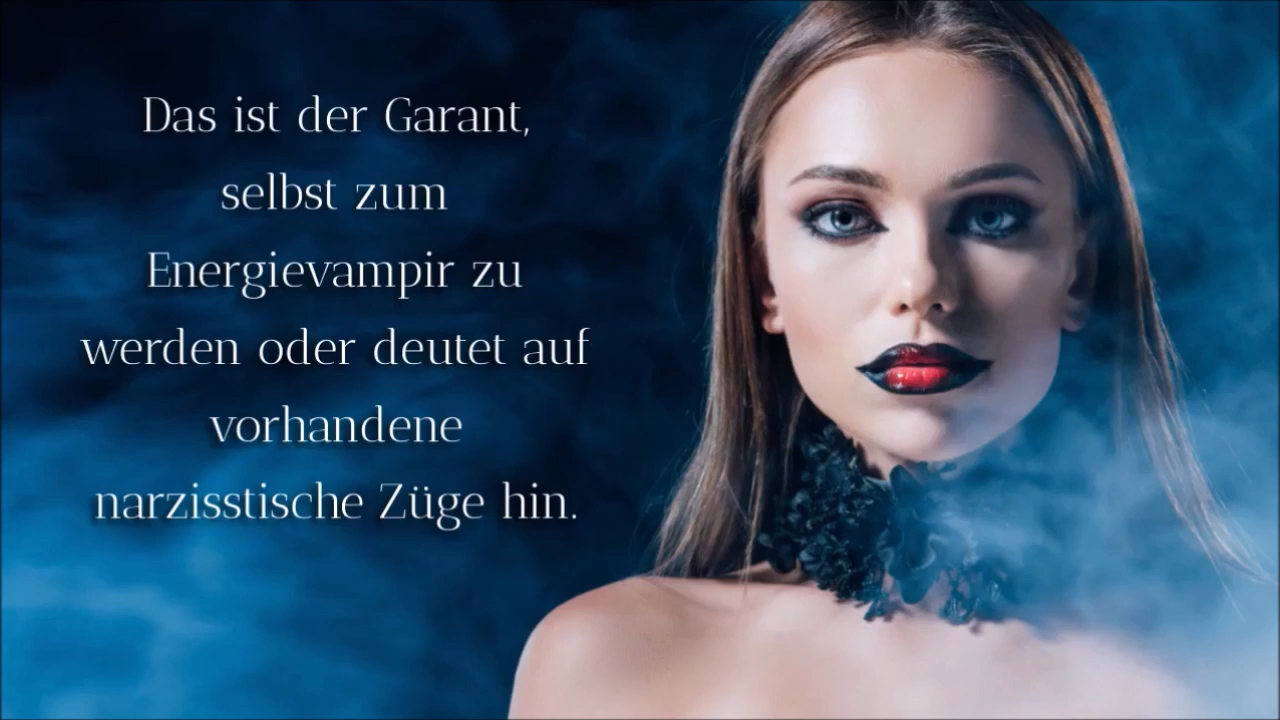 Das ist der Garant,
selbst zum
Energievampir zu
werden oder deutet auf
vorhandene
narzisstische Züge hin.